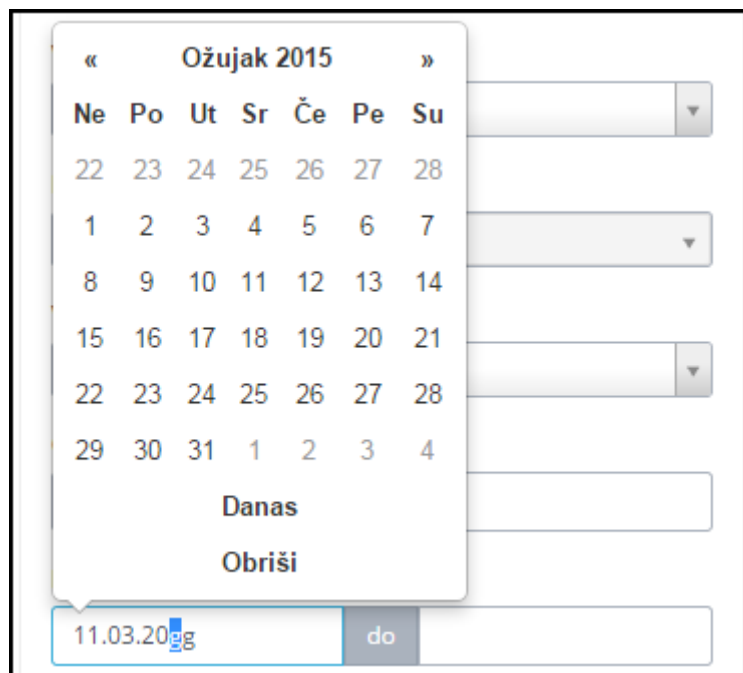 « Ožujak 2015 »
Ne Po Ut Sr Če Pe Su
22 23 24 25 26 27 28
1 2 3 4 5 6 7
8 9 10 11 12 13 14
15 16 17 18 19 20 21
22 23 24 25 26 27 28
29 30 31 1 2 3 4
Danas
Obriši
11.03.20gg do